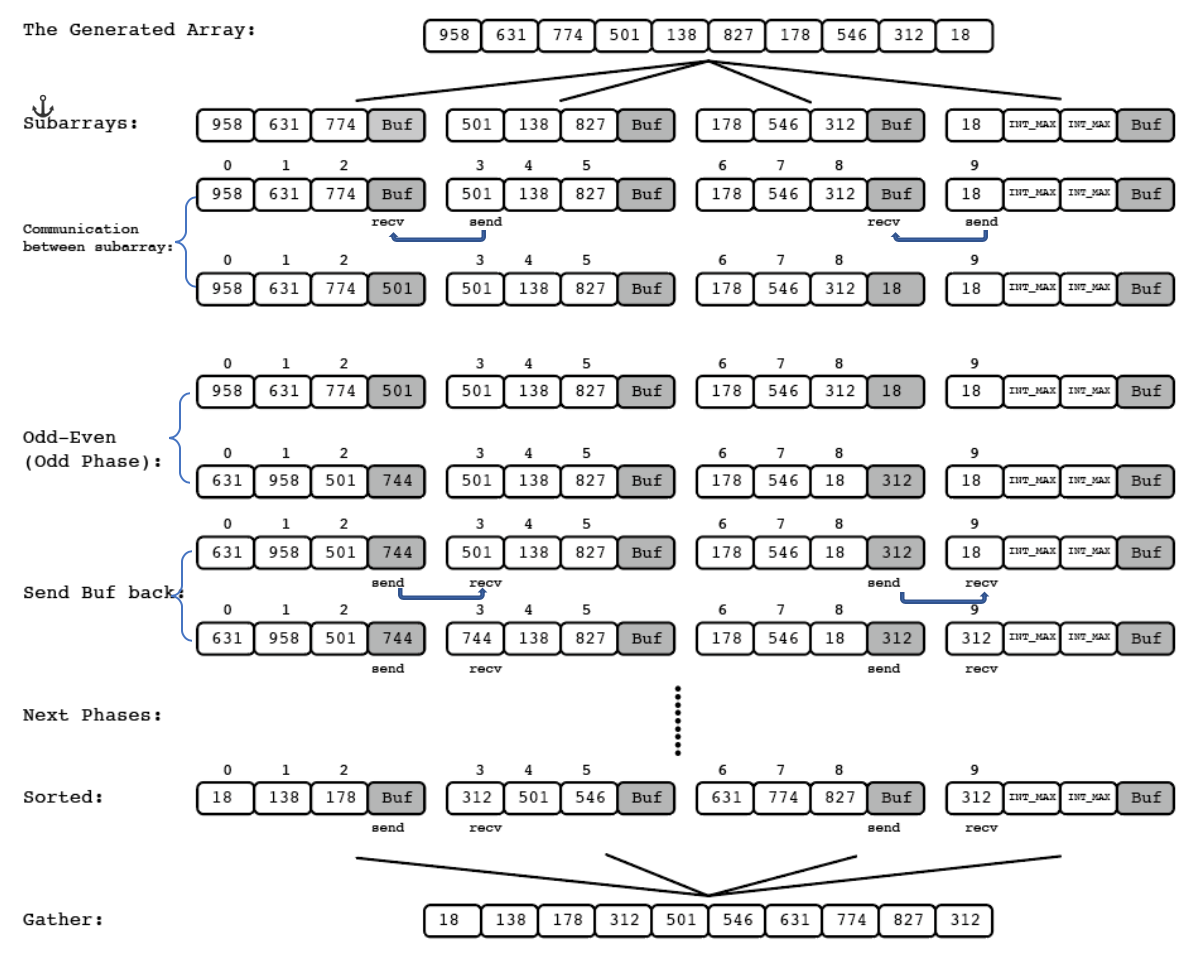 The Generated Array: 958 631 774 501 138 827 178 546 312 18
Subarrays: 958 631 774 Buf 501 138 827 Buf 178 546 312 Buf 18 INT_MAX INT_MAX Buf
0 1 2 3 4 5 6 7 8 9
958 631 774 Buf 501 138 827 Buf 178 546 312 Buf 18 INT_MAX INT_MAX Buf
recv send recv send
Communication
between subarray:
0 1 2 3 4 5 6 7 8 9
958 631 774 501 501 138 827 Buf 178 546 312 18 18 INT_MAX INT_MAX Buf
0 1 2 3 4 5 6 7 8 9
958 631 774 501 501 138 827 Buf 178 546 312 18 18 INT_MAX INT_MAX Buf
Odd-Even
(Odd Phase):
0 1 2 3 4 5 6 7 8 9
631 958 501 744 501 138 827 Buf 178 546 18 312 18 INT_MAX INT_MAX Buf
0 1 2 3 4 5 6 7 8 9
631 958 501 744 501 138 827 Buf 178 546 18 312 18 INT_MAX INT_MAX Buf
send recv send recv
Send Buf back:
0 1 2 3 4 5 6 7 8 9
631 958 501 744 744 138 827 Buf 178 546 18 312 312 INT_MAX INT_MAX Buf
send recv send recv
Next Phases:
0 1 2 3 4 5 6 7 8 9
Sorted: 18 138 178 Buf 312 501 546 Buf 631 774 827 Buf 312 INT_MAX INT_MAX Buf
send recv send recv
Gather: 18 138 178 312 501 546 631 774 827 312